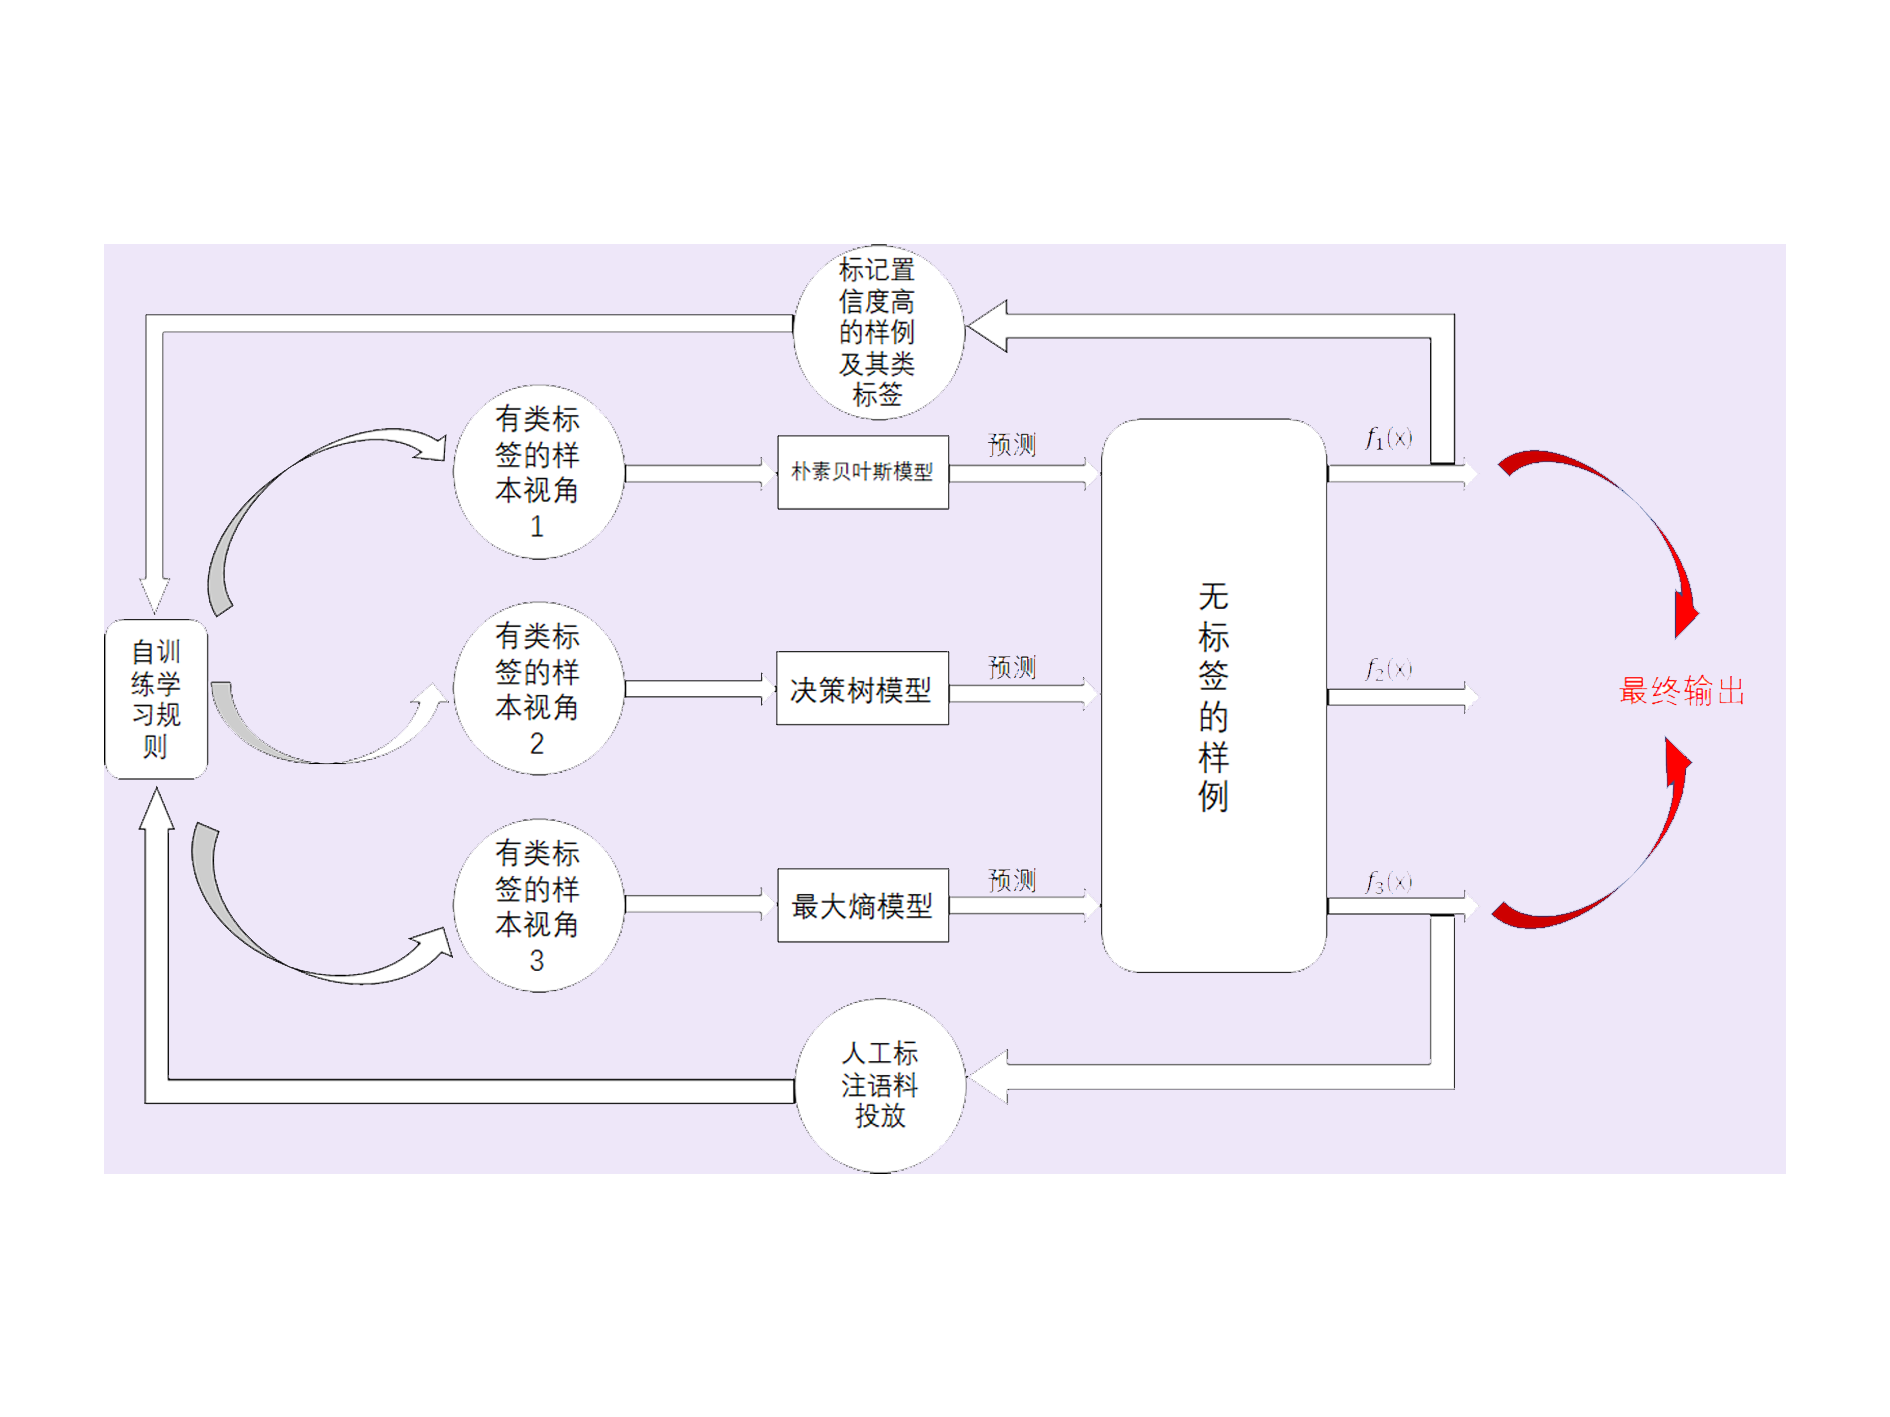 标记置
信度高
的样例
及其类
标签
有类标
签的样
本视角
1
朴素贝叶斯模型
预测
f₁(x)
自训
练学
习规
则
有类标
签的样
本视角
2
决策树模型
预测
无
标
签
的
样
例
f₂(x)
最终输出
有类标
签的样
本视角
3
最大熵模型
预测
f₃(x)
人工标
注语料
投放